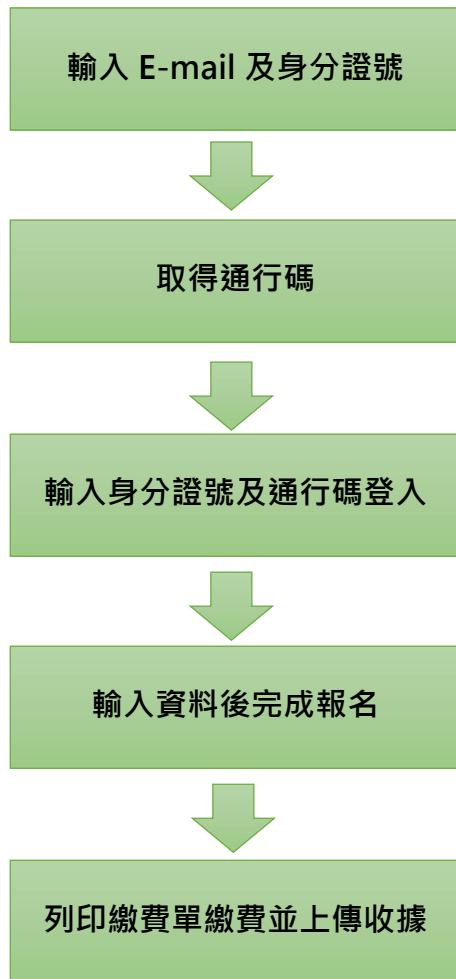 輸入 E-mail 及身分證號
取得通行碼
輸入身分證號及通行碼登入
輸入資料後完成報名
列印繳費單繳費並上傳收據